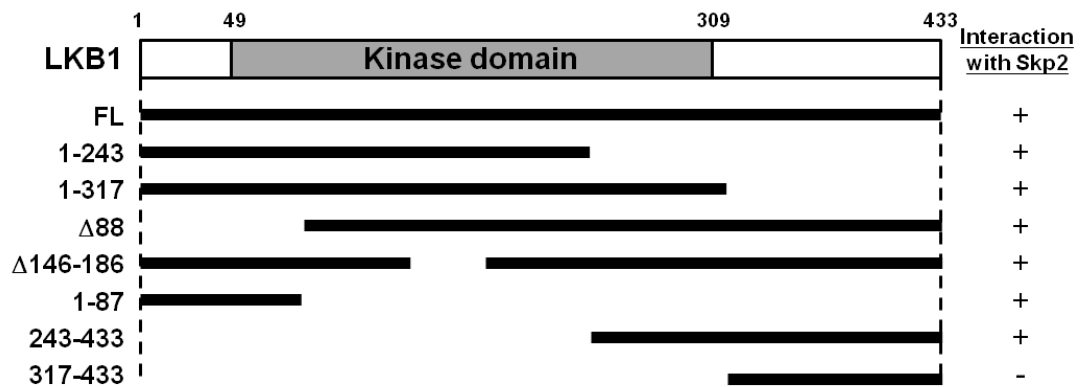 1 49 309 433
LKB1 Kinase domain Interaction
with Skp2
FL +
1-243 +
1-317 +
Δ88 +
Δ146-186 +
1-87 +
243-433 +
317-433 -